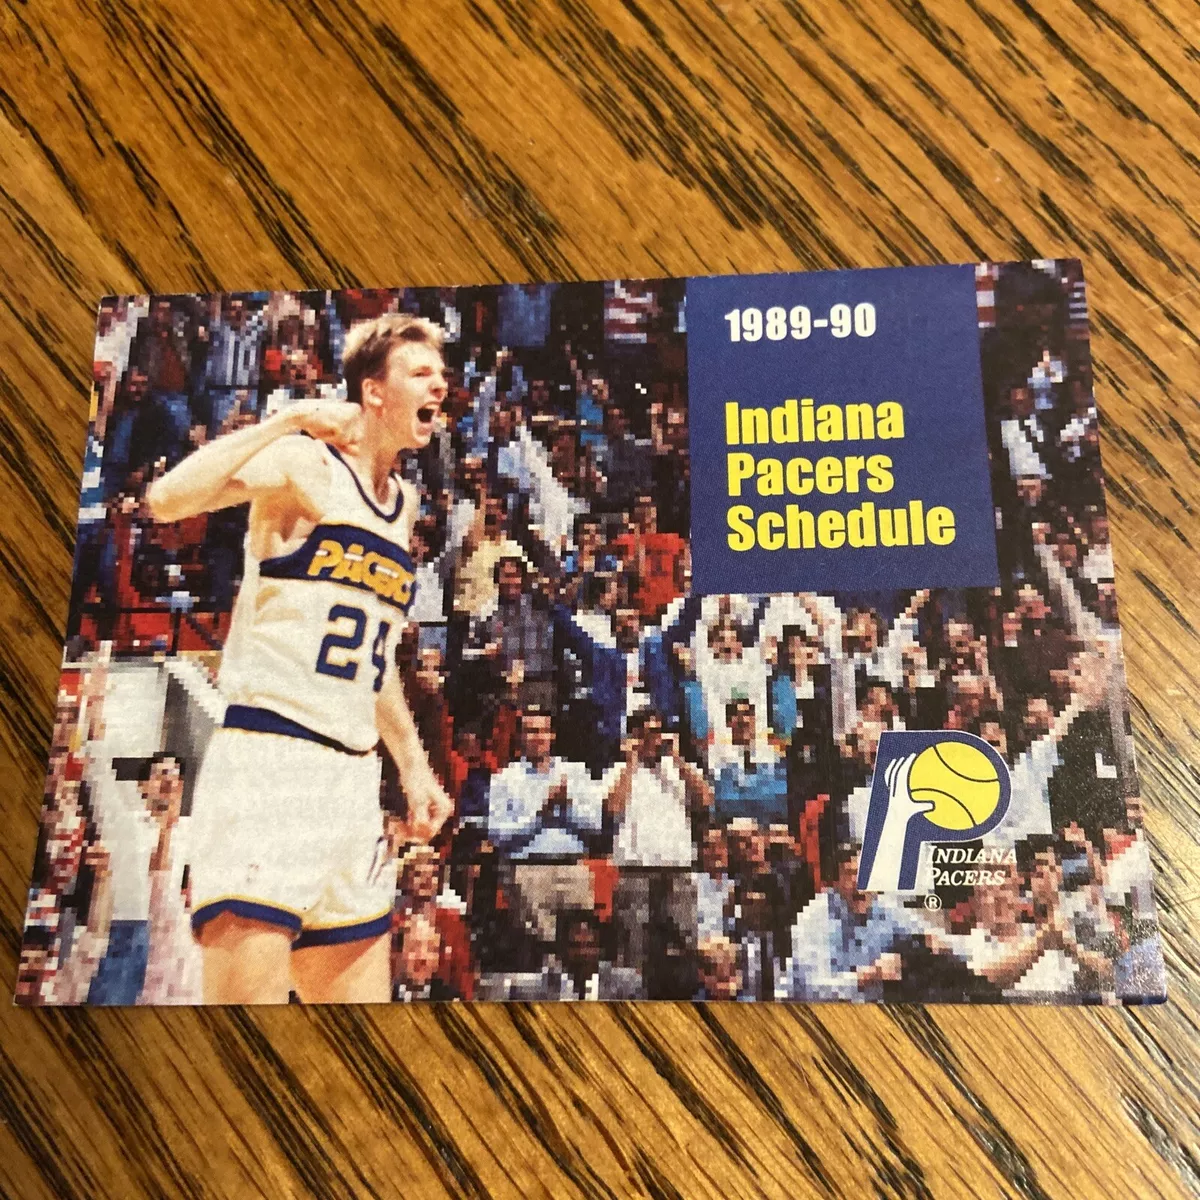 1989-90
Indiana
Pacers
Schedule
PACERS
24
INDIANA
PACERS
®